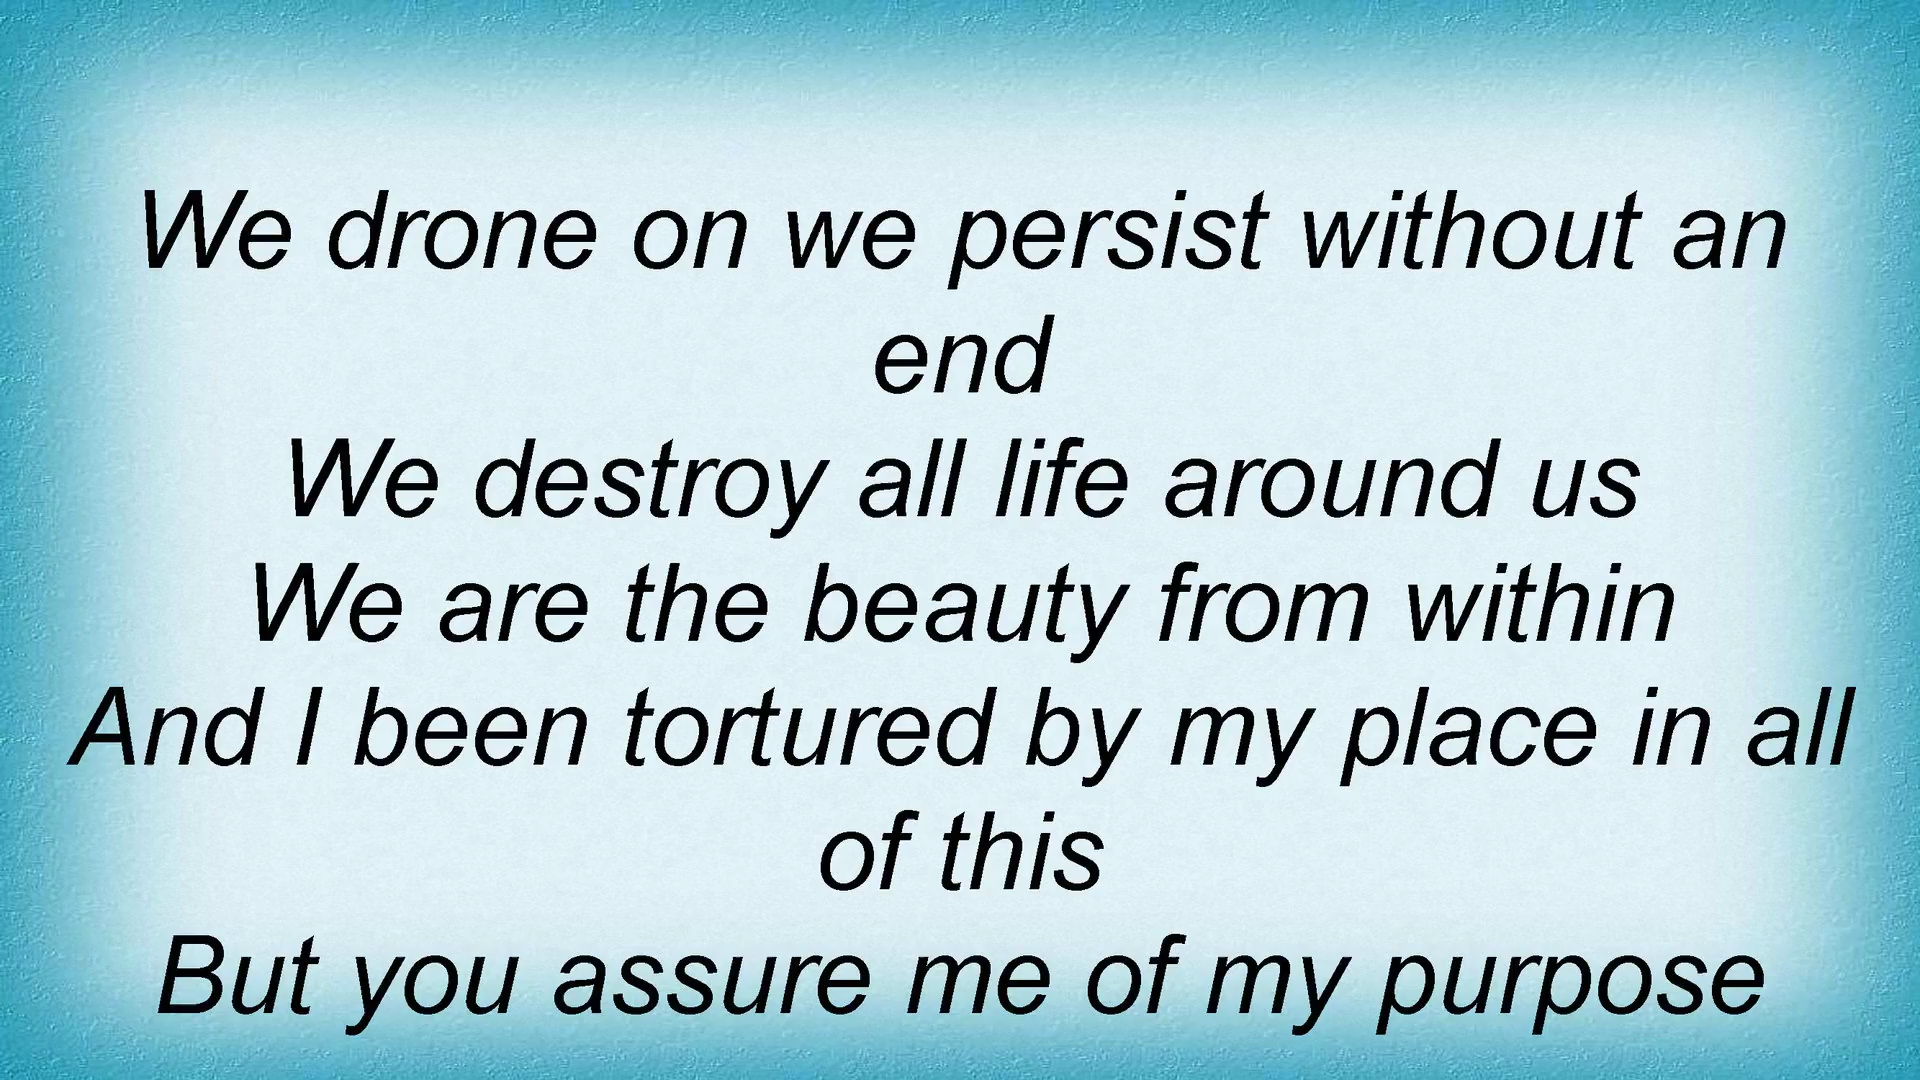 We drone on we persist without an
end
We destroy all life around us
We are the beauty from within
And I been tortured by my place in all
of this
But you assure me of my purpose